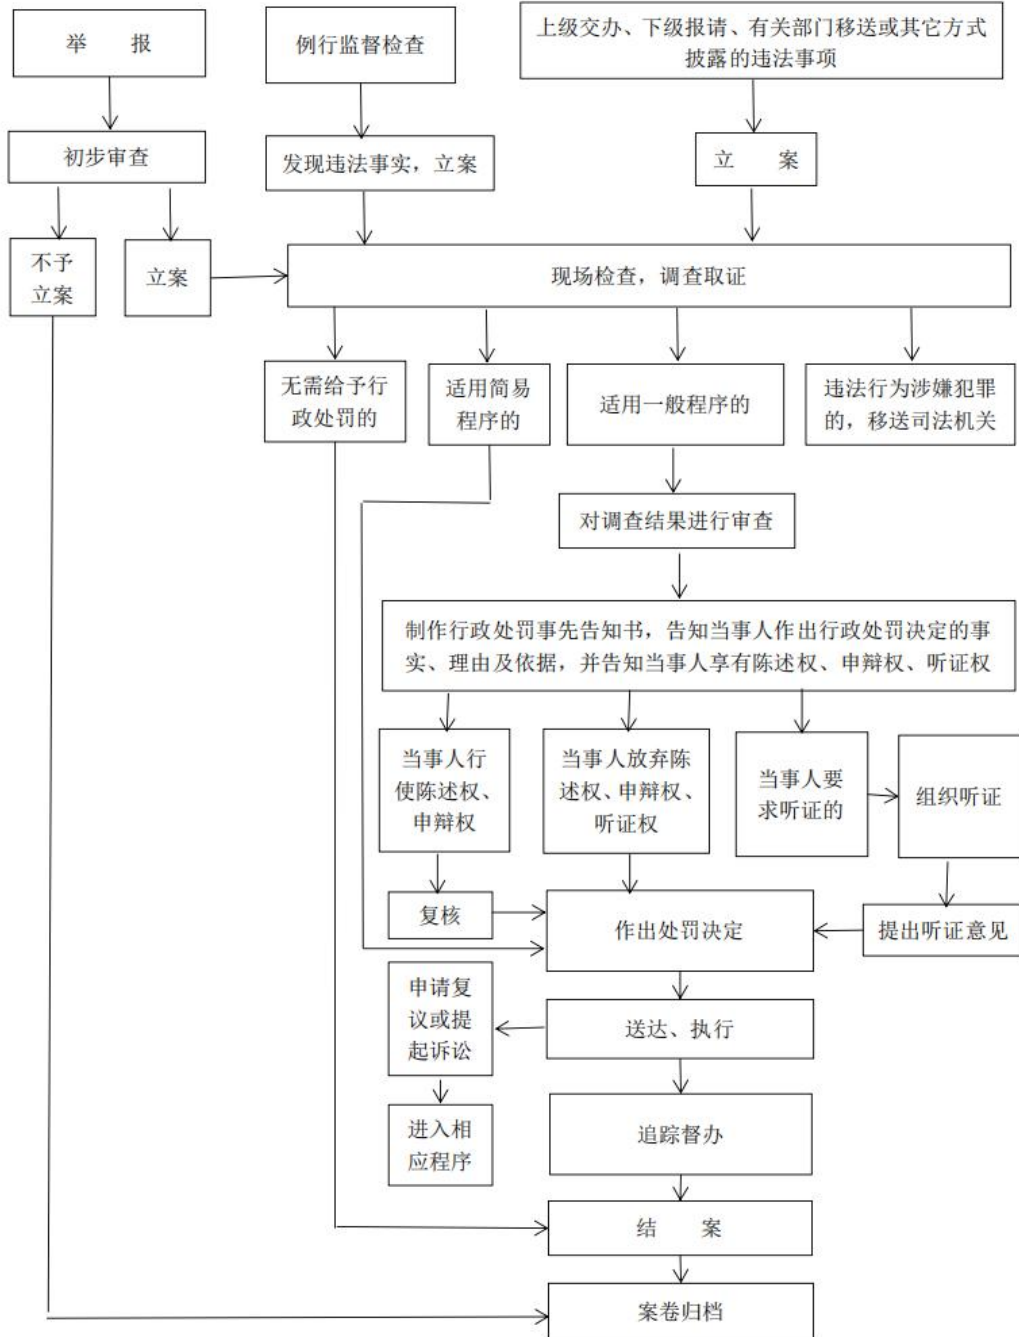 举 报
例行监督检查
上级交办、下级报请、有关部门移送或其它方式
披露的违法事项
初步审查
发现违法事实，立案
立 案
不予
立案
立案
现场检查，调查取证
无需给予行
政处罚的
适用简易
程序的
适用一般程序的
违法行为涉嫌犯罪
的，移送司法机关
对调查结果进行审查
制作行政处罚事先告知书，告知当事人作出行政处罚决定的事
实、理由及依据，并告知当事人享有陈述权、申辩权、听证权
当事人行
使陈述权、
申辩权
当事人放弃陈
述权、申辩权、
听证权
当事人要
求听证的
组织听证
复核
作出处罚决定
提出听证意见
申请复
议或提
起诉讼
送达、执行
进入相
应程序
追踪督办
结 案
案卷归档